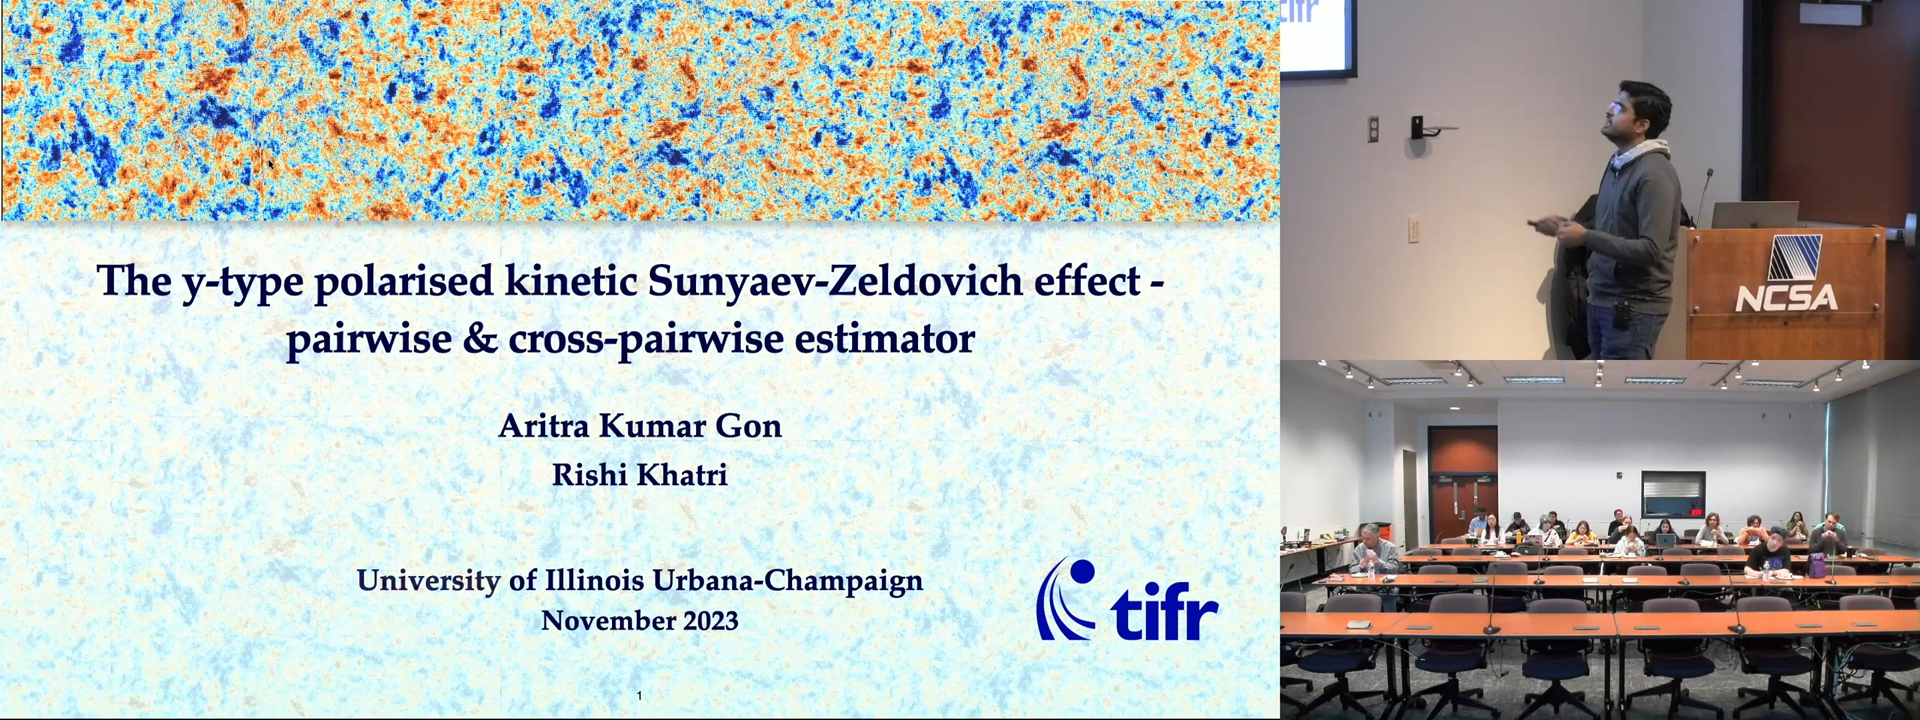 The y-type polarised kinetic Sunyaev-Zeldovich effect -
pairwise & cross-pairwise estimator
Aritra Kumar Gon
Rishi Khatri
University of Illinois Urbana-Champaign
November 2023
tifr
1
tifr
NCSA